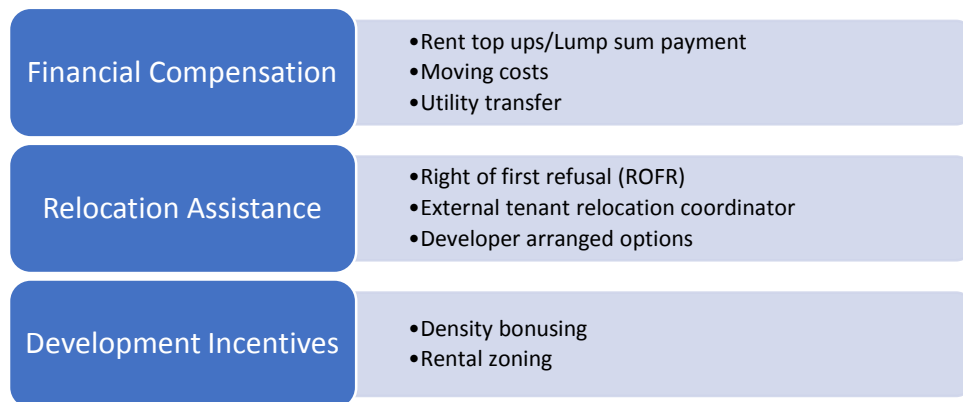 Financial Compensation
•Rent top ups/Lump sum payment
•Moving costs
•Utility transfer
Relocation Assistance
•Right of first refusal (ROFR)
•External tenant relocation coordinator
•Developer arranged options
Development Incentives
•Density bonusing
•Rental zoning